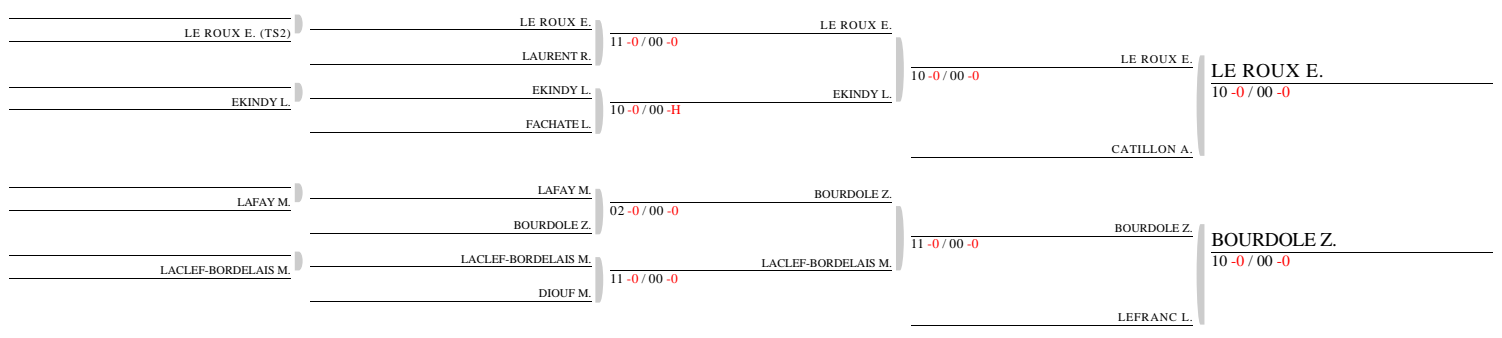 LE ROUX E. (TS2)
EKINDY L.
LAFAY M.
LACLEF-BORDELAIS M.
LE ROUX E.
LAURENT R.
EKINDY L.
FACHATE L.
LAFAY M.
BOURDOLE Z.
LACLEF-BORDELAIS M.
DIOUF M.
LE ROUX E.
11 -0 / 00 -0
EKINDY L.
10 -0 / 00 -H
BOURDOLE Z.
02 -0 / 00 -0
LACLEF-BORDELAIS M.
11 -0 / 00 -0
LE ROUX E.
10 -0 / 00 -0
CATILLON A.
BOURDOLE Z.
11 -0 / 00 -0
LEFRANC L.
LE ROUX E.
10 -0 / 00 -0
BOURDOLE Z.
10 -0 / 00 -0